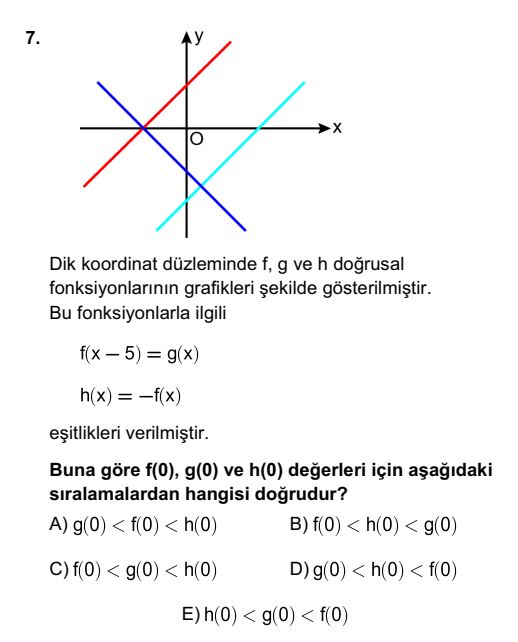 7.
y
x
O
Dik koordinat düzleminde f, g ve h doğrusal
fonksiyonlarının grafikleri şekilde gösterilmiştir.
Bu fonksiyonlarla ilgili
f(x – 5) = g(x)
h(x) = –f(x)
eşitlikleri verilmiştir.
Buna göre f(0), g(0) ve h(0) değerleri için aşağıdaki
sıralamalardan hangisi doğrudur?
A) g(0) < f(0) < h(0) B) f(0) < h(0) < g(0)
C) f(0) < g(0) < h(0) D) g(0) < h(0) < f(0)
E) h(0) < g(0) < f(0)